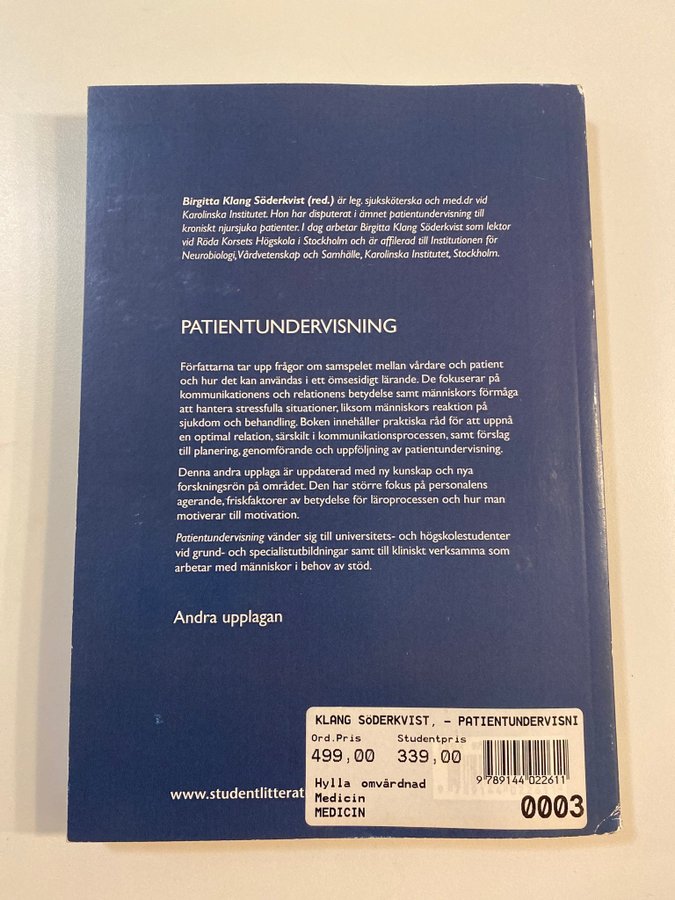 Birgitta Klang Söderkvist (red.) är leg. sjuksköterska och med.dr vid
Karolinska Institutet. Hon har disputerat i ämnet patientundervisning till
kroniskt njursjuka patienter. I dag arbetar Birgitta Klang Söderkvist som lektor
vid Röda Korsets Högskola i Stockholm och är affilerad till Institutionen för
Neurobiologi, Vårdvetenskap och Samhälle, Karolinska Institutet, Stockholm.
PATIENTUNDERVISNING
Författarna tar upp frågor om samspelet mellan vårdare och patient
och hur det kan användas i ett ömsesidigt lärande. De fokuserar på
kommunikationens och relationens betydelse samt människors förmåga
att hantera stressfulla situationer, liksom människors reaktion på
sjukdom och behandling. Boken innehåller praktiska råd för att uppnå
en optimal relation, särskilt i kommunikationsprocessen, samt förslag
till planering, genomförande och uppföljning av patientundervisning.
Denna andra upplaga är uppdaterad med ny kunskap och nya
forskningsrön på området. Den har större fokus på personalens
agerande, friskfaktorer av betydelse för läroprocessen och hur man
motiverar till motivation.
Patientundervisning vänder sig till universitets- och högskolestudenter
vid grund- och specialistutbildningar samt till kliniskt verksamma som
arbetar med människor i behov av stöd.
Andra upplagan
KLANG SöDERKVIST, - PATIENTUNDERVISNI
Ord.Pris Studentpris
499,00 339,00
9 789144 022611
Hylla omvårdnad
Medicin
MEDICIN
0003
www.studentlitterat